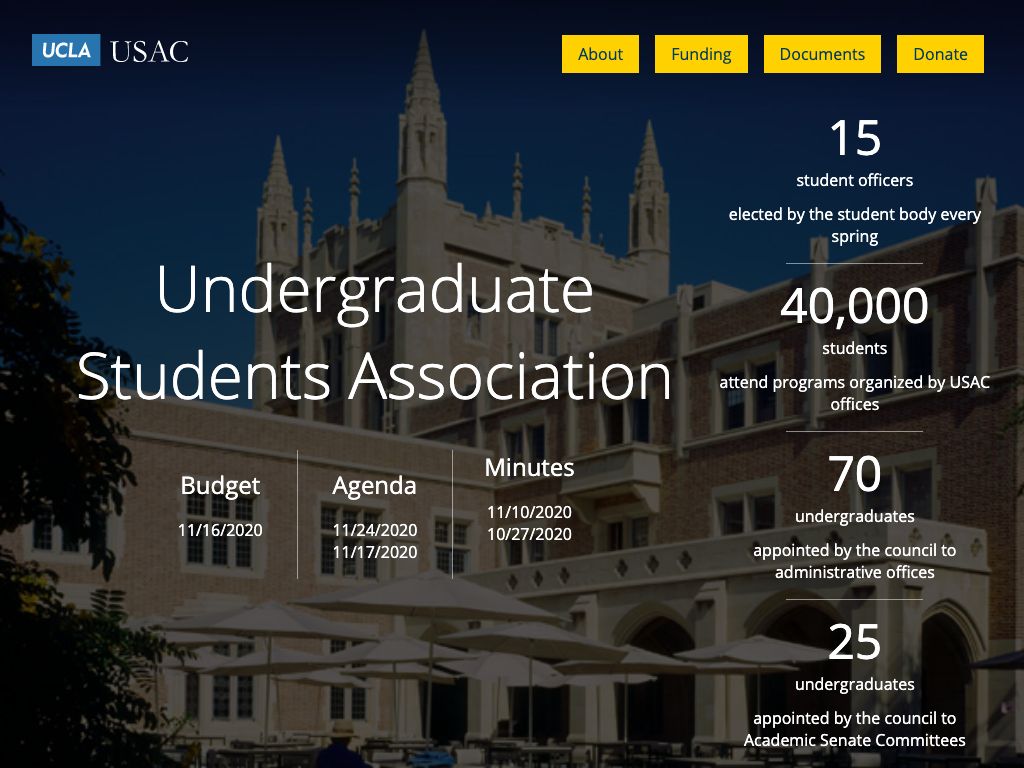 UCLA USAC
About
Funding
Documents
Donate
Undergraduate
Students Association
Budget
11/16/2020
Agenda
11/24/2020
11/17/2020
Minutes
11/10/2020
10/27/2020
15
student officers
elected by the student body every
spring
40,000
students
attend programs organized by USAC
offices
70
undergraduates
appointed by the council to
administrative offices
25
undergraduates
appointed by the council to
Academic Senate Committees